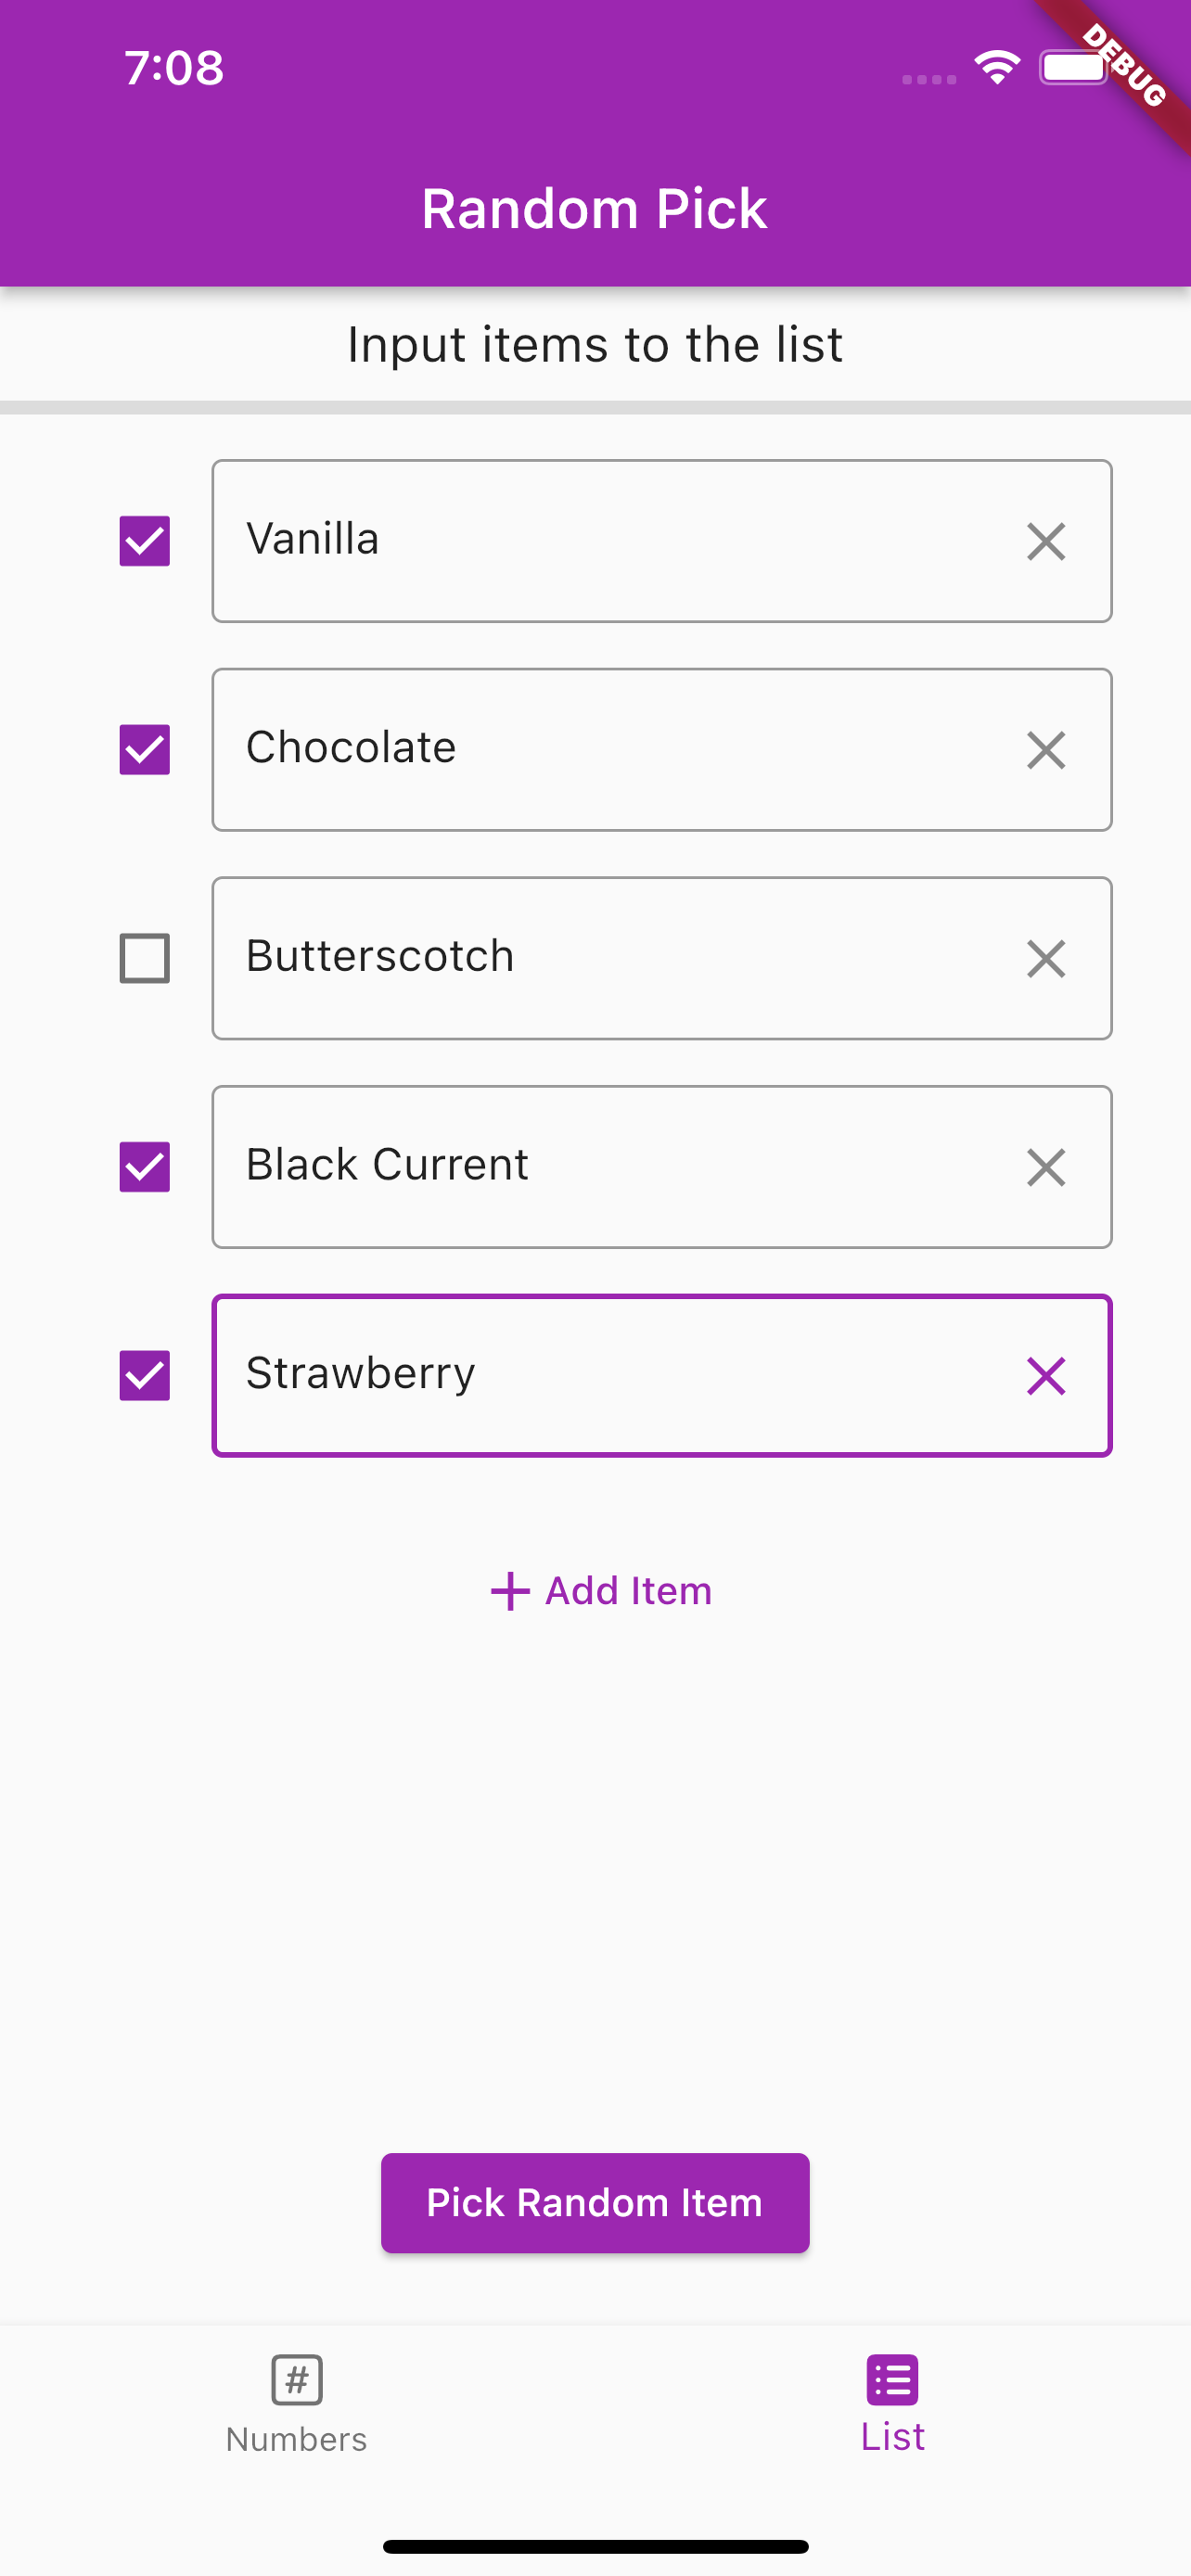 7:08
DEBUG
Random Pick
Input items to the list
Vanilla
Chocolate
Butterscotch
Black Current
Strawberry
+ Add Item
Pick Random Item
#
Numbers
List